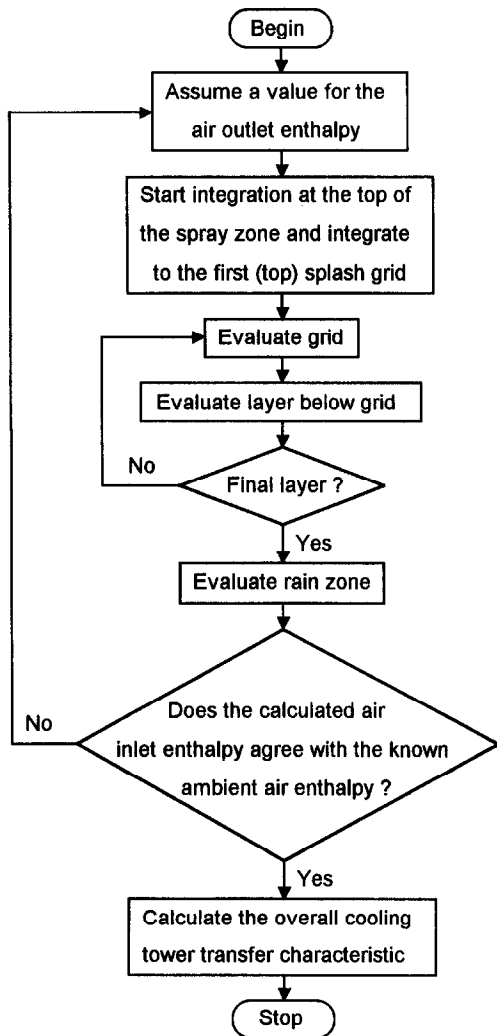 Begin
Assume a value for the
air outlet enthalpy
Start integration at the top of
the spray zone and integrate
to the first (top) splash grid
Evaluate grid
Evaluate layer below grid
No
Final layer ?
Yes
Evaluate rain zone
No
Does the calculated air
inlet enthalpy agree with the known
ambient air enthalpy ?
Yes
Calculate the overall cooling
tower transfer characteristic
Stop